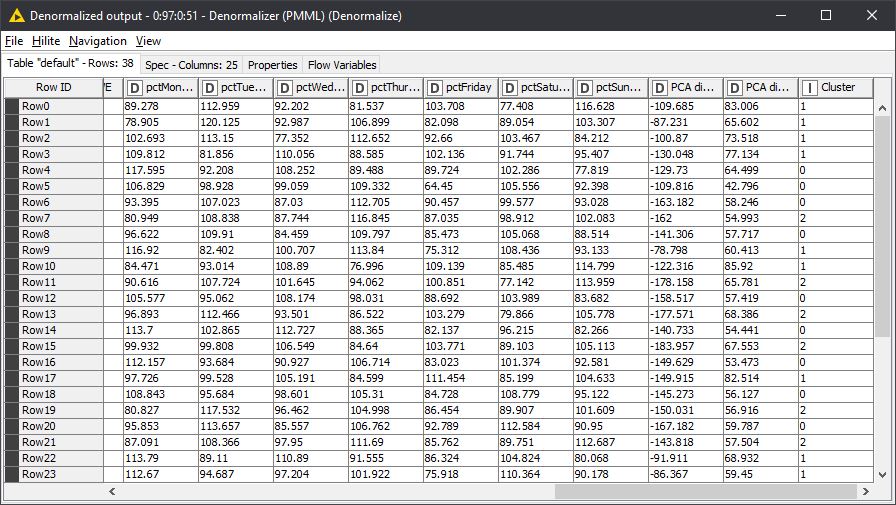 Denormalized output - 0:97:0:51 - Denormalizer (PMML) (Denormalize)
File Hilite Navigation View
Table "default" - Rows: 38 Spec - Columns: 25 Properties Flow Variables
Row ID /E D pctMon... D pctTue... D pctWed... D pctThur... D pctFriday D pctSatu... D pctSun... D PCA di... D PCA di... I Cluster
Row0 89.278 112.959 92.202 81.537 103.708 77.408 116.628 -109.685 83.006 1
Row1 78.905 120.125 92.987 106.899 82.098 89.054 103.307 -87.231 65.602 1
Row2 102.693 113.15 77.352 112.652 92.66 103.467 84.212 -100.87 73.518 1
Row3 109.812 81.856 110.056 88.585 102.136 91.744 95.407 -130.048 77.134 1
Row4 117.595 92.208 108.252 89.488 89.724 102.286 77.819 -129.73 64.499 0
Row5 106.829 98.928 99.059 109.332 64.45 105.556 92.398 -109.816 42.796 0
Row6 93.395 107.023 87.03 112.705 90.457 99.577 93.028 -163.182 58.246 0
Row7 80.949 108.838 87.744 116.845 87.035 98.912 102.083 -162 54.993 2
Row8 96.622 109.91 84.459 109.797 85.473 105.068 88.514 -141.306 57.717 0
Row9 116.92 82.402 100.707 113.84 75.312 108.436 93.133 -78.798 60.413 1
Row10 84.471 93.014 108.89 76.996 109.139 85.485 114.799 -122.316 85.92 1
Row11 90.616 107.724 101.645 94.062 100.851 77.142 113.959 -178.158 65.781 2
Row12 105.577 95.062 108.174 98.031 88.692 103.989 83.682 -158.517 57.419 0
Row13 96.893 112.466 93.501 86.522 103.279 79.866 105.778 -177.571 68.386 2
Row14 113.7 102.865 112.727 88.365 82.137 96.215 82.266 -140.733 54.441 0
Row15 99.932 99.808 106.549 84.64 103.771 89.103 105.113 -183.957 67.553 2
Row16 112.157 93.684 90.927 106.714 83.023 101.374 92.581 -149.629 53.473 0
Row17 97.726 99.528 105.191 84.599 111.454 85.199 104.633 -149.915 82.514 1
Row18 108.843 95.684 98.601 105.31 84.728 108.779 95.122 -145.273 56.127 0
Row19 80.827 117.532 96.462 104.998 86.454 89.907 101.609 -150.031 56.916 2
Row20 95.853 113.657 85.557 106.762 92.789 112.584 90.95 -167.182 59.787 0
Row21 87.091 108.366 97.95 111.69 85.762 89.751 112.687 -143.818 57.504 2
Row22 113.79 89.11 110.89 91.555 86.324 104.824 80.068 -91.911 68.932 1
Row23 112.67 94.687 97.204 101.922 75.918 110.364 90.178 -86.367 59.45 1